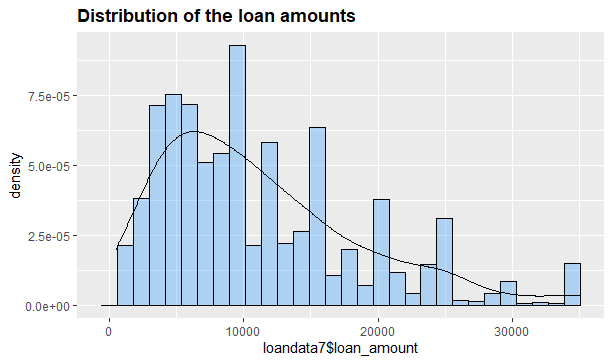 Distribution of the loan amounts
density
7.5e-05
5.0e-05
2.5e-05
0.0e+00
0 10000 20000 30000
loandata7$loan_amount